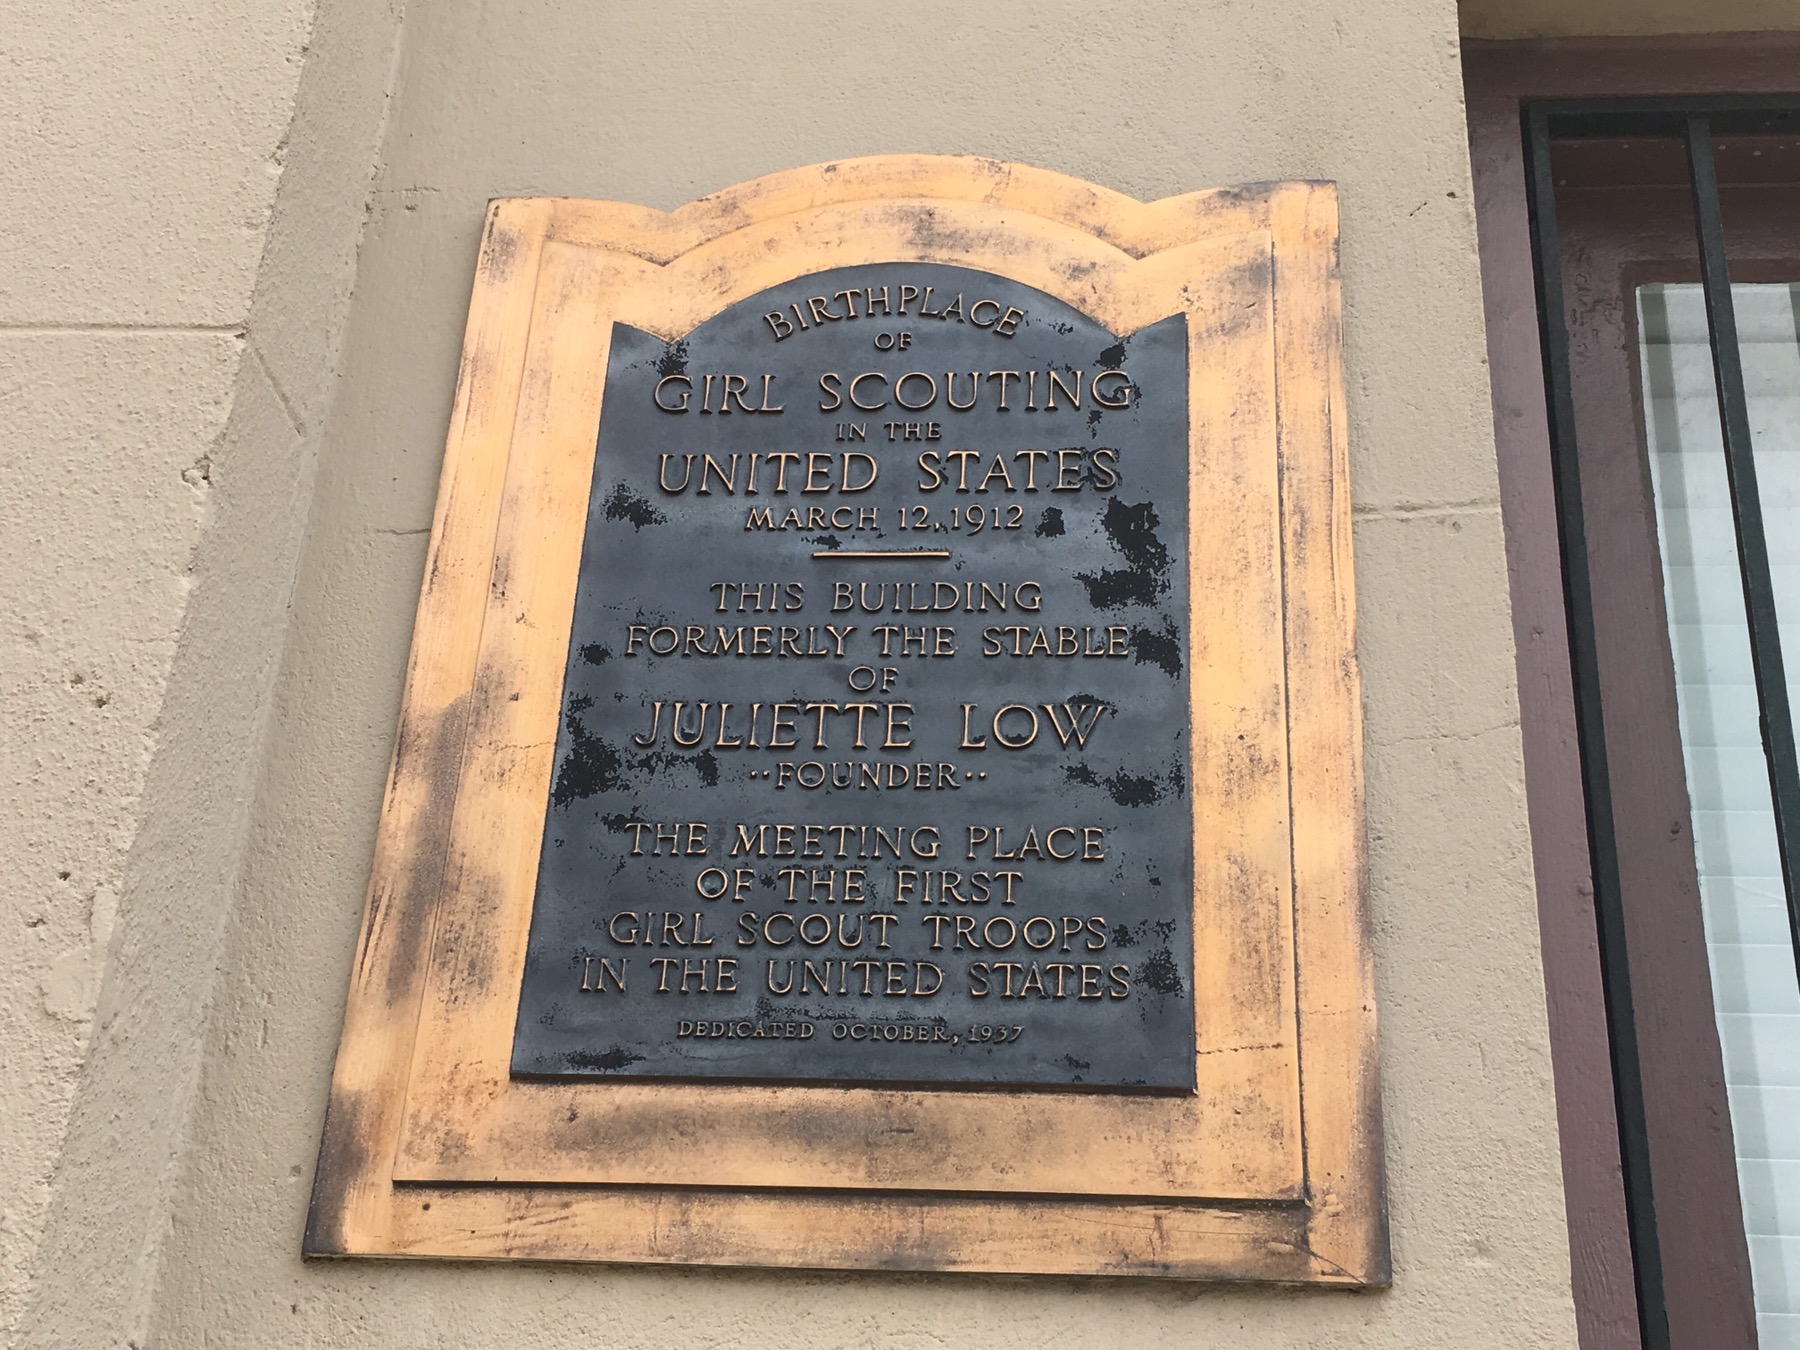 BIRTHPLACE
OF
GIRL SCOUTING
IN THE
UNITED STATES
MARCH 12, 1912
THIS BUILDING
FORMERLY THE STABLE
OF
JULIETTE LOW
··FOUNDER··
THE MEETING PLACE
OF THE FIRST
GIRL SCOUT TROOPS
IN THE UNITED STATES
DEDICATED OCTOBER, 1937